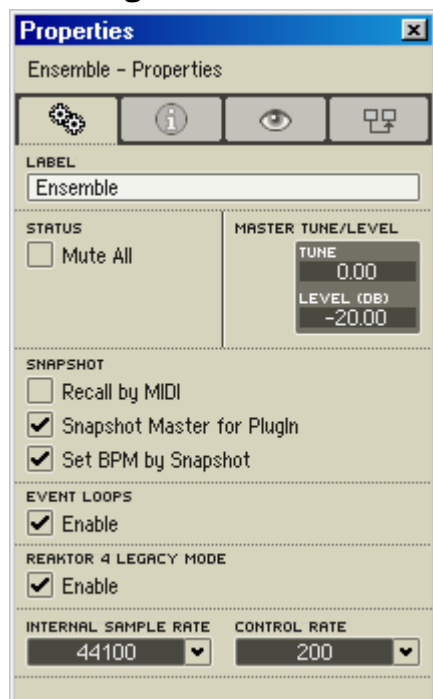 Properties
Ensemble – Properties
LABEL
Ensemble
STATUS
Mute All
MASTER TUNE/LEVEL
TUNE
0.00
LEVEL (DB)
-20.00
SNAPSHOT
Recall by MIDI
Snapshot Master for PlugIn
Set BPM by Snapshot
EVENT LOOPS
Enable
REAKTOR 4 LEGACY MODE
Enable
INTERNAL SAMPLE RATE
44100
CONTROL RATE
200